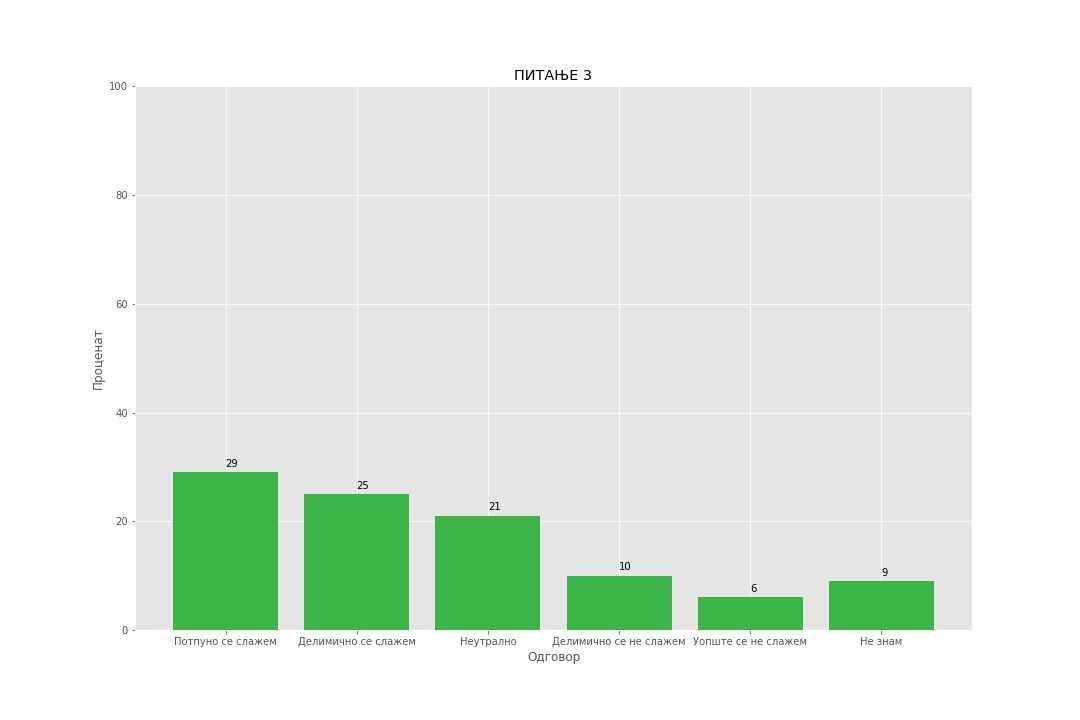 ПИТАЊЕ 3
100
80
60
40
20
0
Проценат
29
25
21
10
6
9
Потпуно се слажем
Делимично се слажем
Неутрално
Делимично се не слажем
Уопште се не слажем
Не знам
Одговор